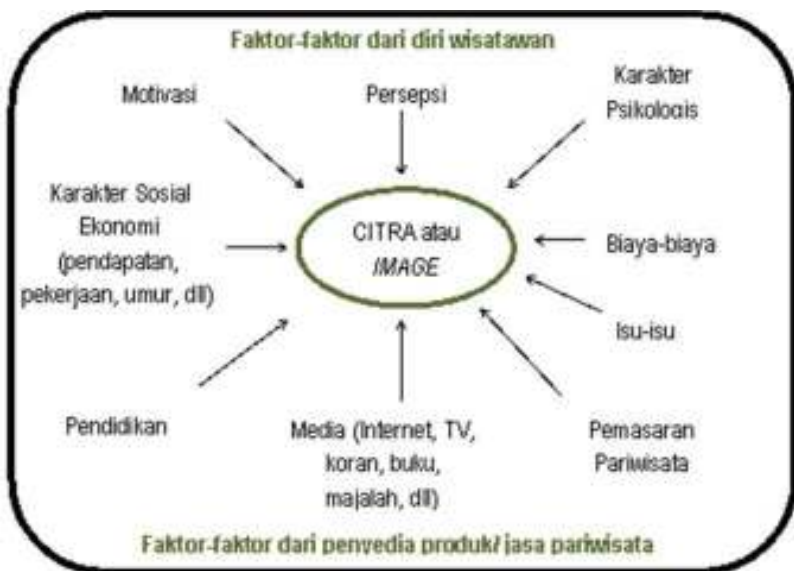 Faktor-faktor dari diri wisatawan
Motivasi
Persepsi
Karakter
Psikologis
Karakter Sosial
Ekonomi
(pendapatan,
pekerjaan, umur, dll)
CITRA atau
IMAGE
Biaya-biaya
Isu-isu
Pendidikan
Media (Internet, TV,
koran, buku,
majalah, dll)
Pemasaran
Pariwisata
Faktor-faktor dari penyedia produk/ jasa pariwisata